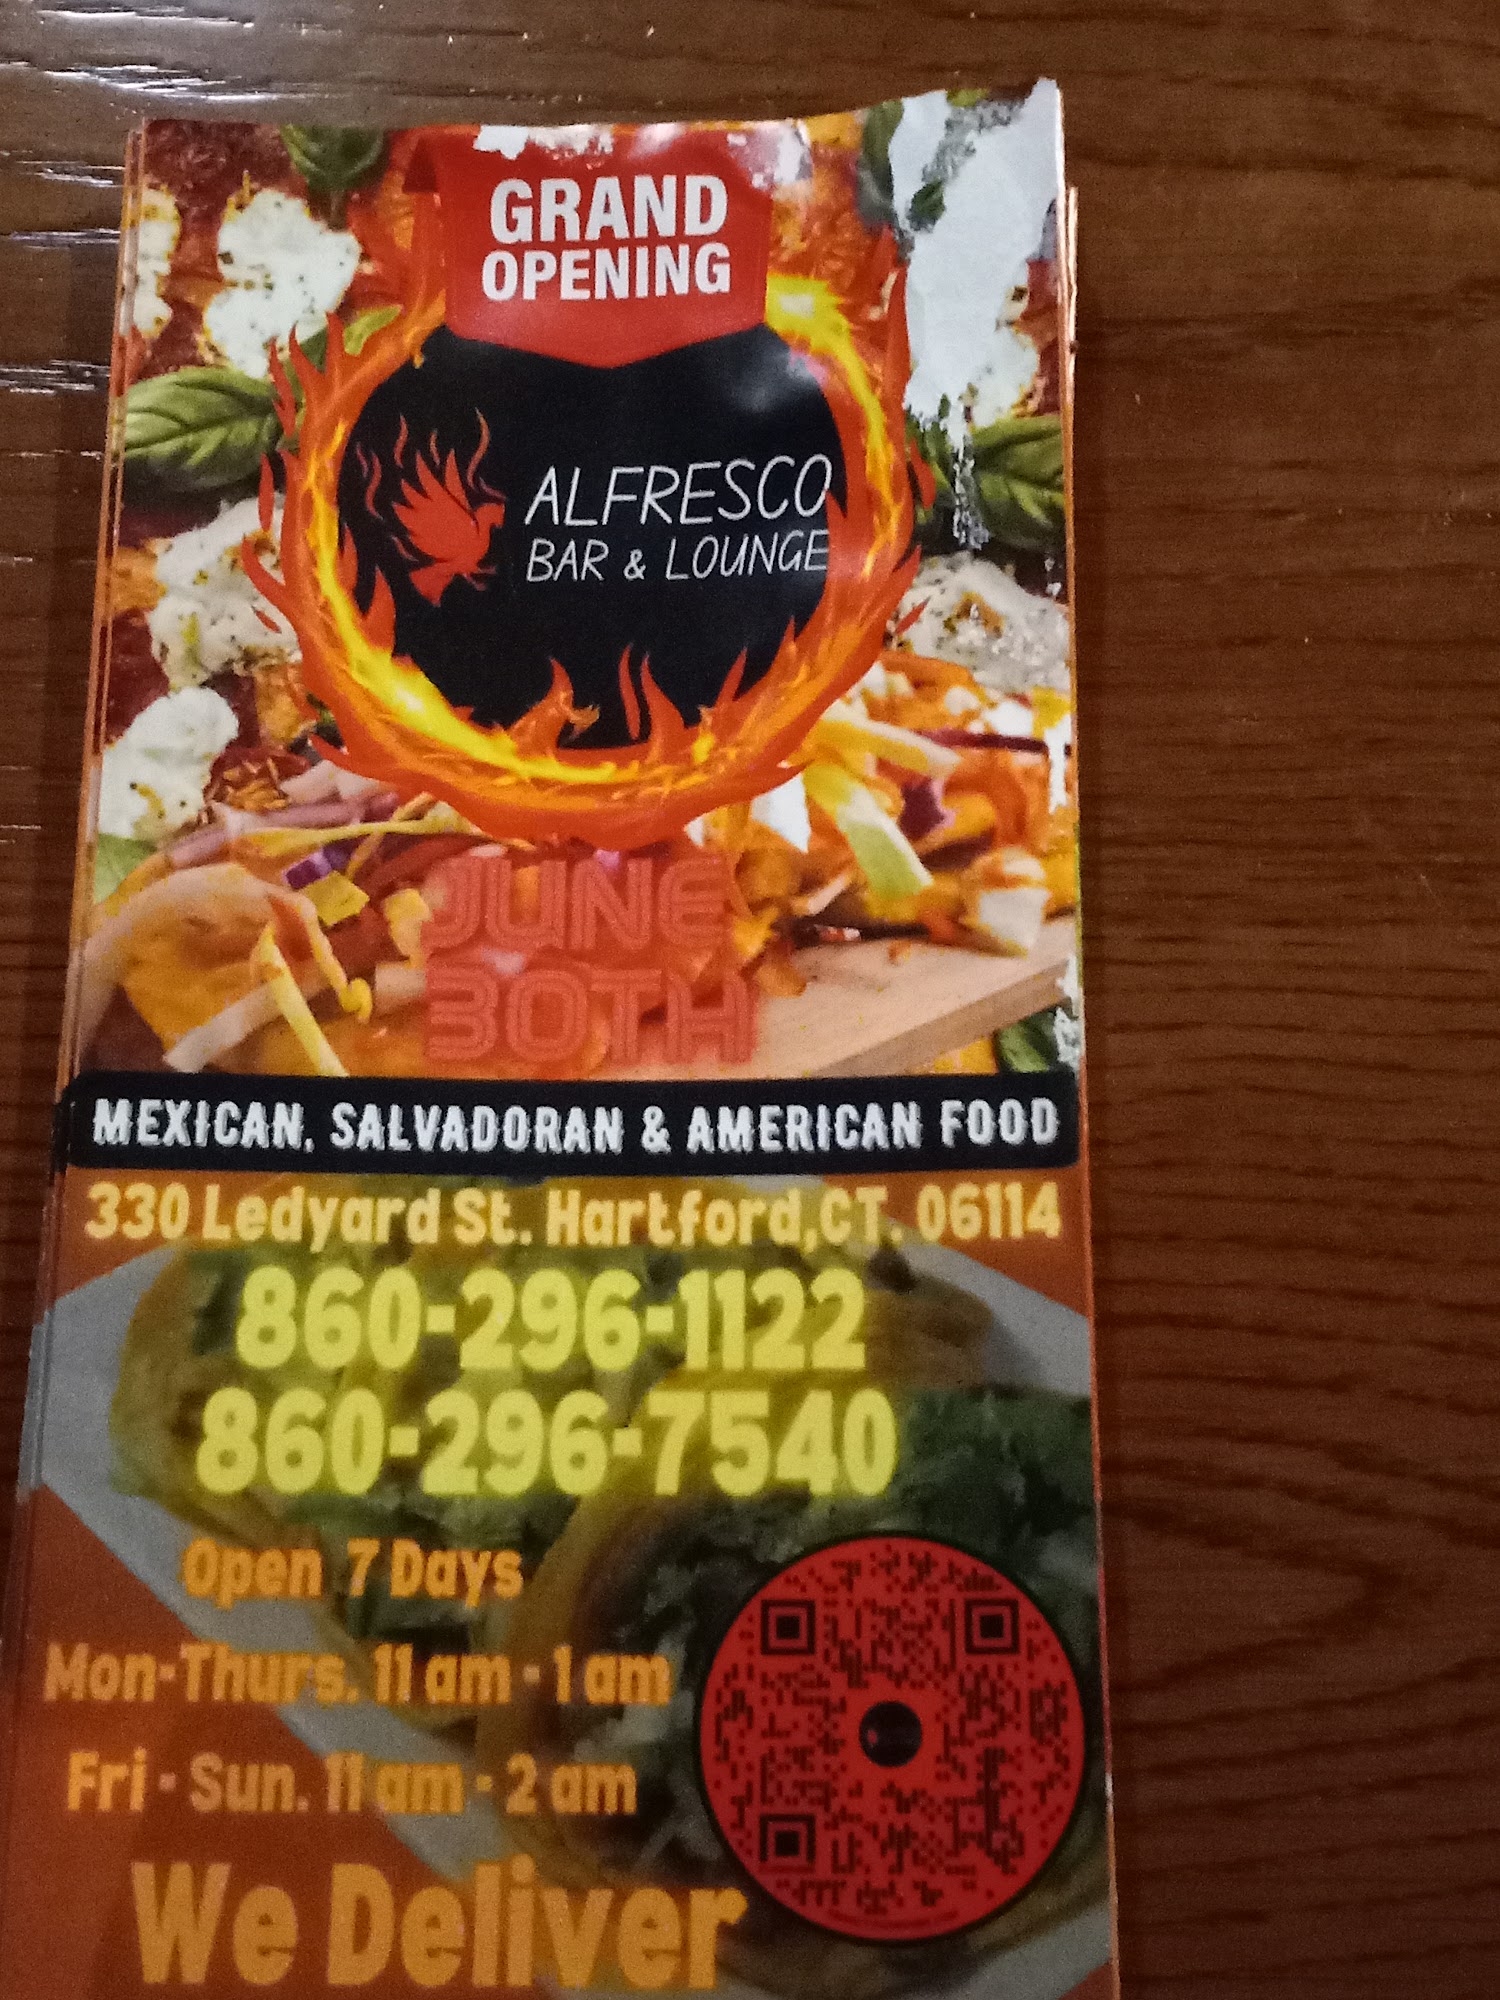 GRAND
OPENING
ALFRESCO
BAR & LOUNGE
JUNE
30TH
MEXICAN, SALVADORAN & AMERICAN FOOD
330 Ledyard St. Hartford,CT. 06114
860-296-1122
860-296-7540
Open 7 Days
Mon-Thurs. 11 am - 1 am
Fri - Sun. 11 am - 2 am
We Deliver